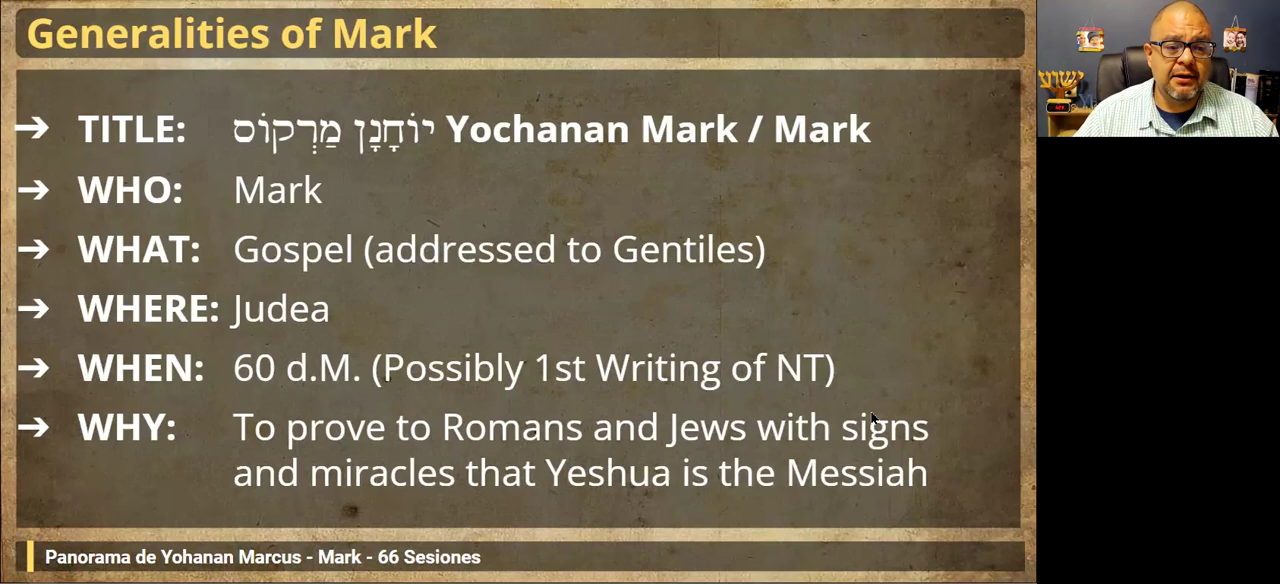 Generalities of Mark
→ TITLE: יוֹחָנָן מַרְקוֹס Yochanan Mark / Mark
→ WHO: Mark
→ WHAT: Gospel (addressed to Gentiles)
→ WHERE: Judea
→ WHEN: 60 d.M. (Possibly 1st Writing of NT)
→ WHY: To prove to Romans and Jews with signs
and miracles that Yeshua is the Messiah
Panorama de Yohanan Marcus - Mark - 66 Sesiones
ישוע